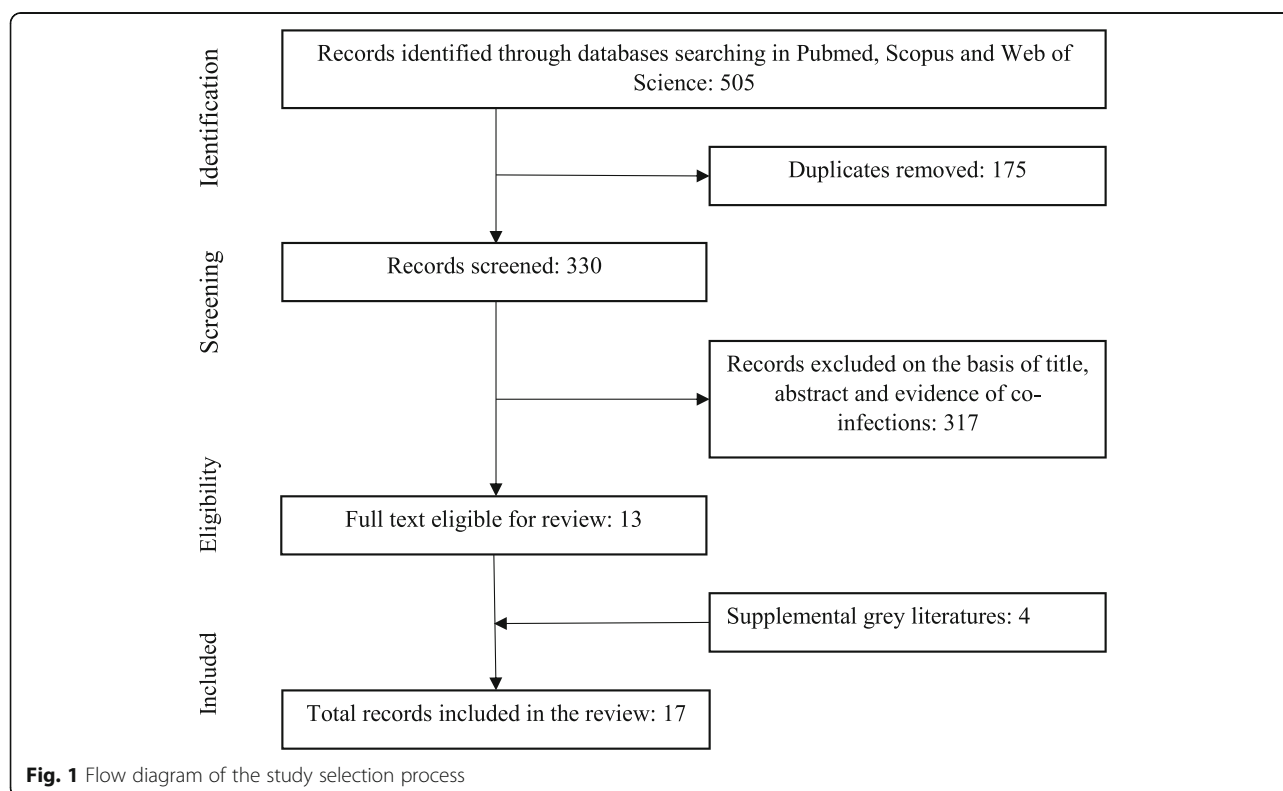 Identification
Records identified through databases searching in Pubmed, Scopus and Web of
Science: 505
Duplicates removed: 175
Screening
Records screened: 330
Records excluded on the basis of title,
abstract and evidence of co-
infections: 317
Eligibility
Full text eligible for review: 13
Supplemental grey literatures: 4
Included
Total records included in the review: 17
Fig. 1 Flow diagram of the study selection process